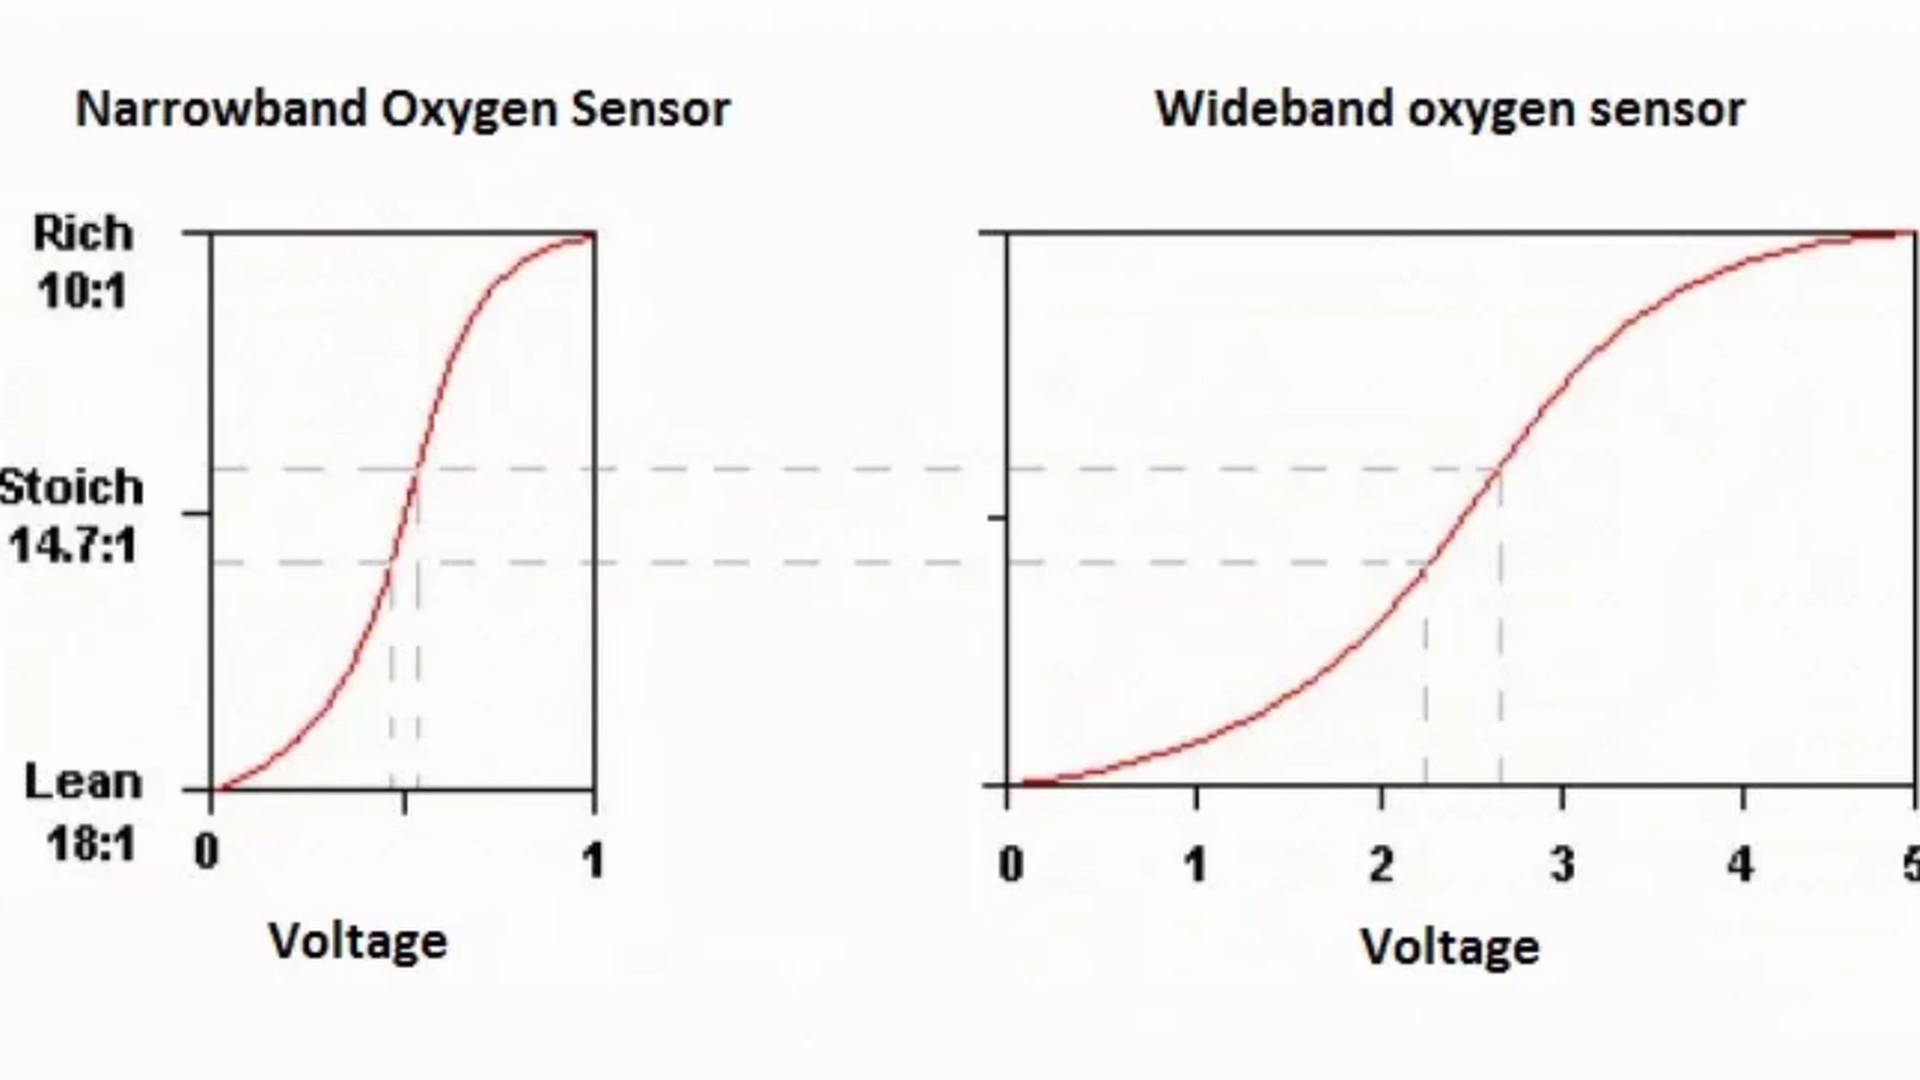 Narrowband Oxygen Sensor
Wideband oxygen sensor
Rich
10:1
Stoich
14.7:1
Lean
18:1
0 1
0 1 2 3 4 5
Voltage
Voltage